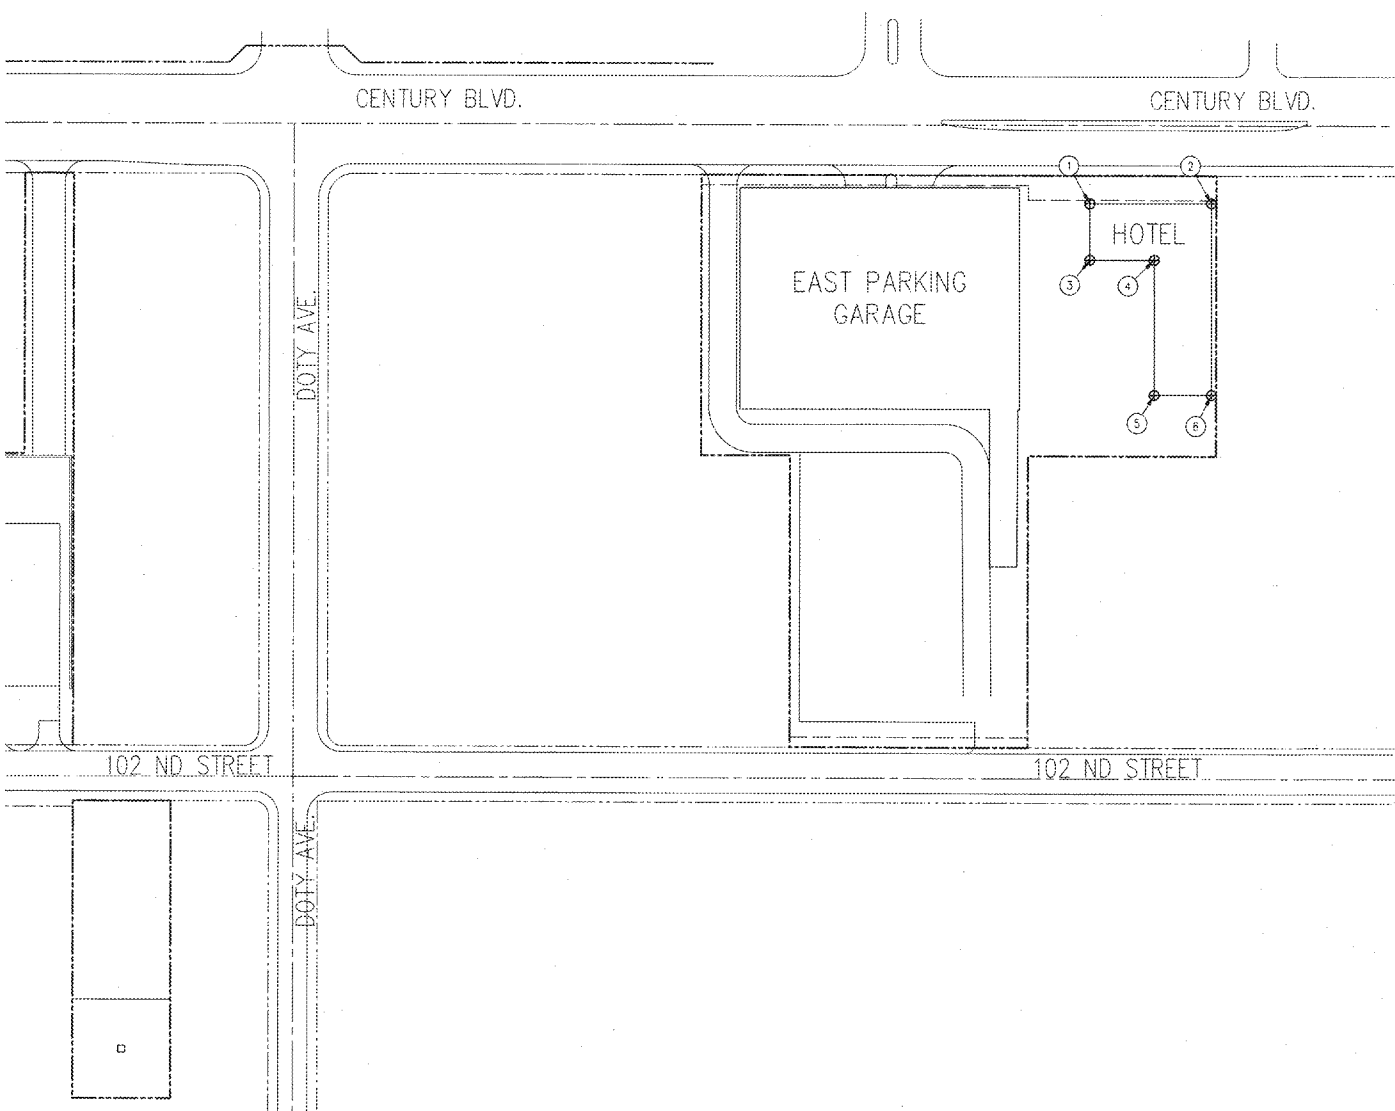 CENTURY BLVD.
CENTURY BLVD.
1
2
HOTEL
3
4
EAST PARKING
GARAGE
DOTY AVE.
5
6
102 ND STREET
102 ND STREET
DOTY AVE.